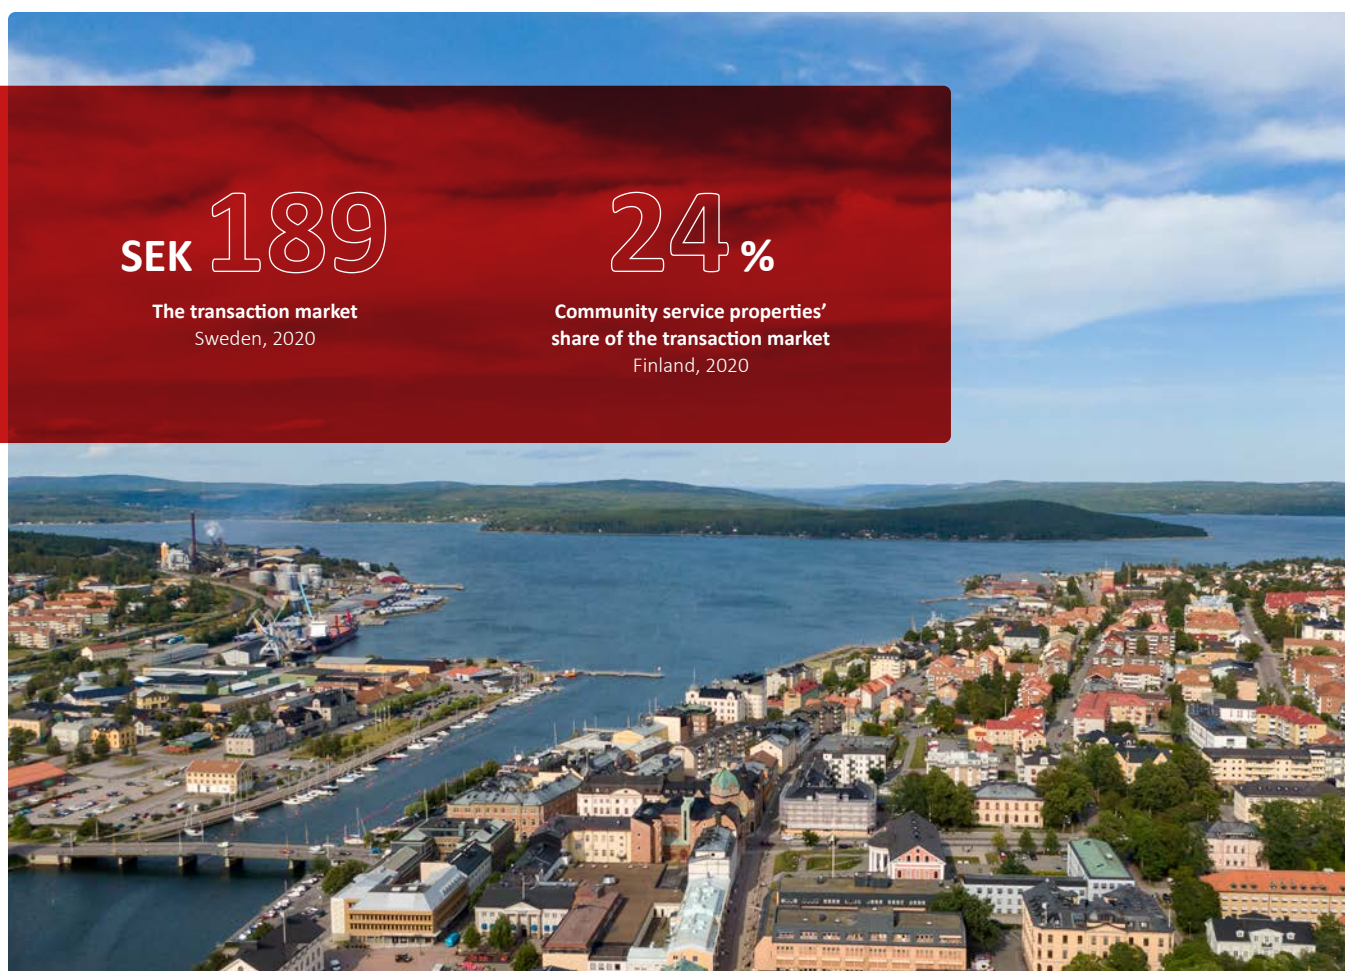 SEK 189
The transaction market
Sweden, 2020
24 %
Community service properties’
share of the transaction market
Finland, 2020